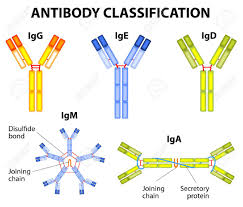 ANTIBODY CLASSIFICATION
IgG
IgE
IgD
IgM
IgA
Disulfide
bond
Joining
chain
Joining
chain
Secretory
protein